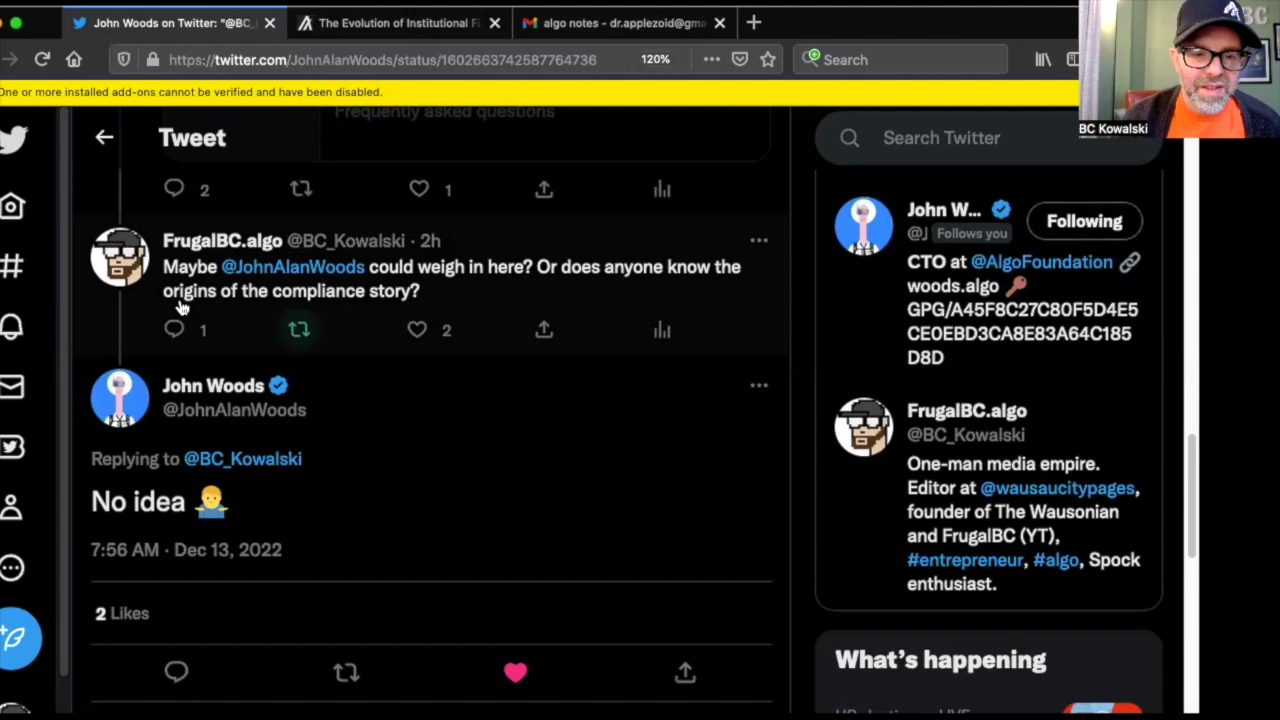 John Woods on Twitter: "@BC_
The Evolution of Institutional Fi
algo notes - dr.applezoid@gma
https://twitter.com/JohnAlanWoods/status/1602663742587764736
120%
Search
One or more installed add-ons cannot be verified and have been disabled.
BC Kowalski
Frequently asked questions
Tweet
Search Twitter
2
1
FrugalBC.algo @BC_Kowalski · 2h
Maybe @JohnAlanWoods could weigh in here? Or does anyone know the
origins of the compliance story?
1
2
John Woods
@JohnAlanWoods
Replying to @BC_Kowalski
No idea
7:56 AM · Dec 13, 2022
2 Likes
John W...
@J Follows you
Following
CTO at @AlgoFoundation
woods.algo
GPG/A45F8C27C80F5D4E5
CE0EBD3CA8E83A64C185
D8D
FrugalBC.algo
@BC_Kowalski
One-man media empire.
Editor at @wausaucitypages,
founder of The Wausonian
and FrugalBC (YT),
#entrepreneur, #algo, Spock
enthusiast.
What's happening